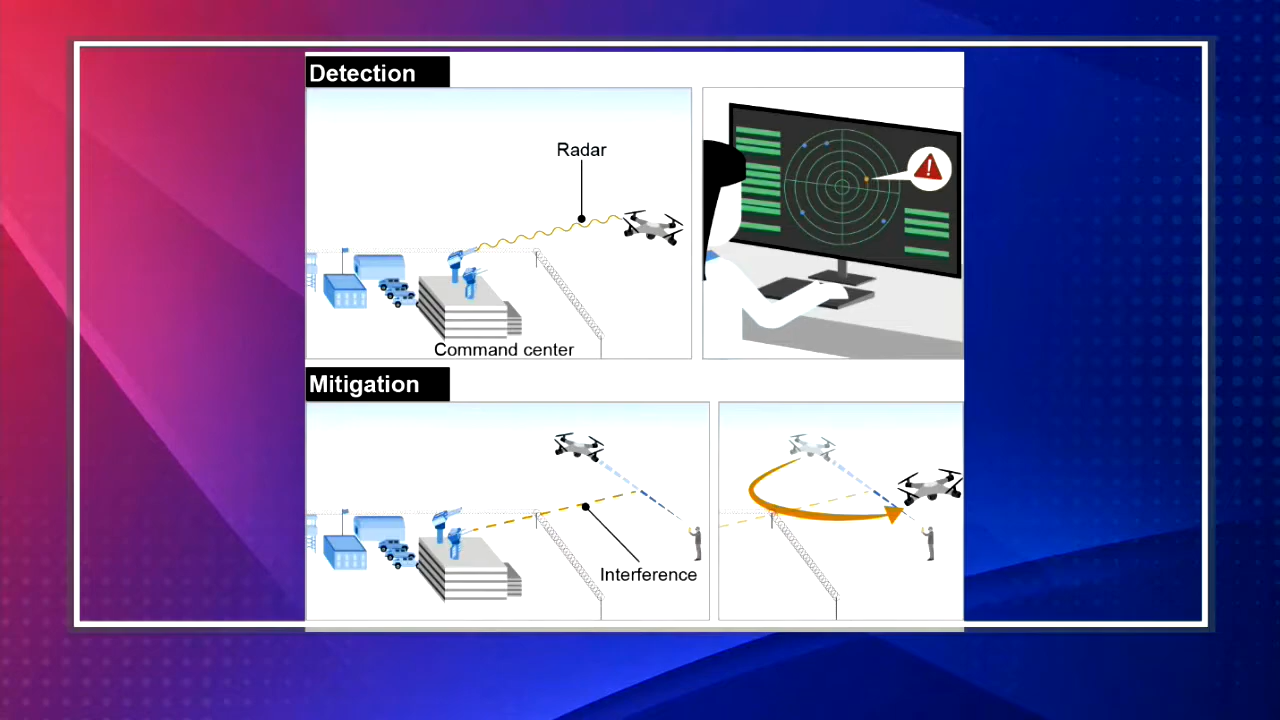 Detection
Radar
Command center
Mitigation
Interference